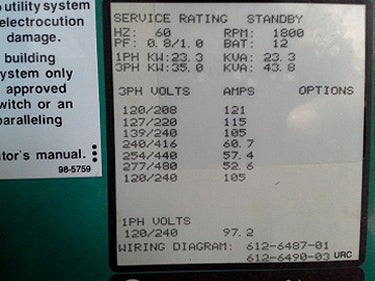 o utility system
electrocution
damage.
building
ystem only
approved
witch or an
paralleling
tor's manual.
98-5759
SERVICE RATING STANDBY
HZ: 60 RPM: 1800
PF: 0.8/1.0 BAT: 12
1PH KW:23.3 KVA: 23.3
3PH KW:35.0 KVA: 43.8
3PH VOLTS AMPS OPTIONS
120/208 121
127/220 115
139/240 105
240/416 60.7
254/440 57.4
277/480 52.6
120/240 105
1PH VOLTS
120/240 97.2
WIRING DIAGRAM: 612-6487-01
612-6490-03 URC